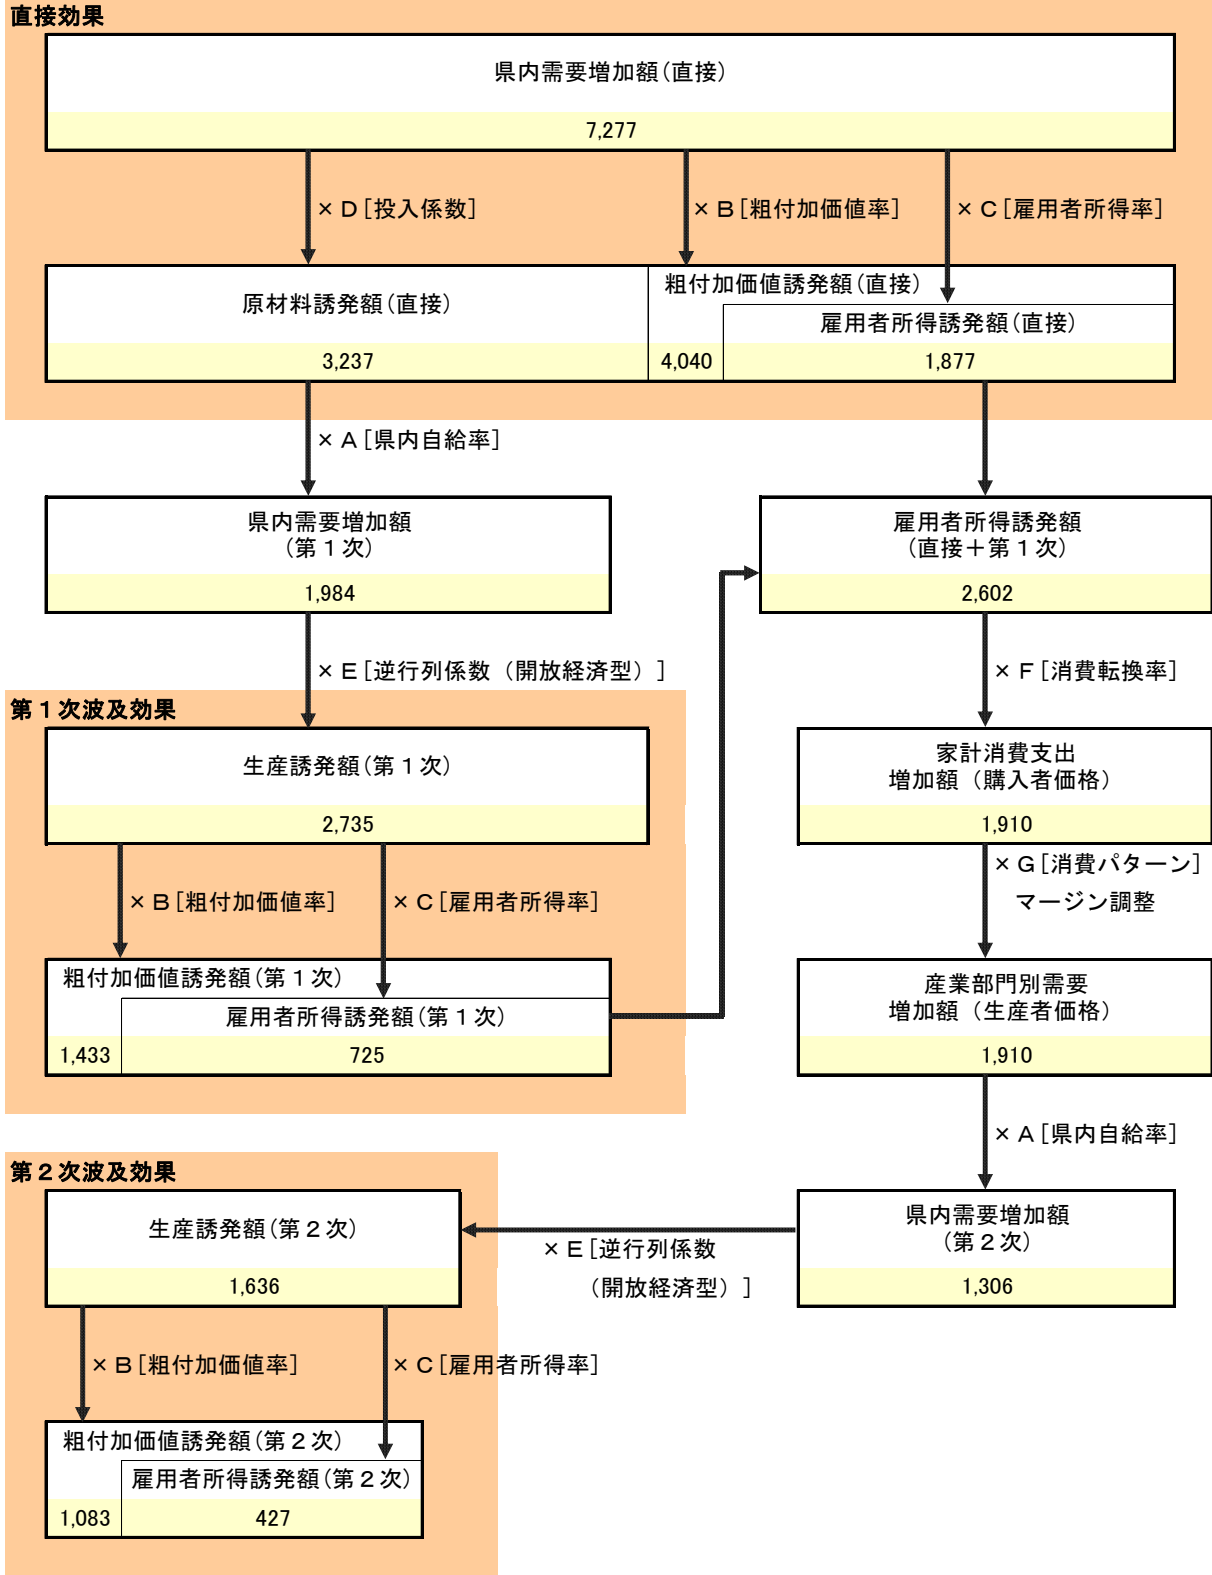 直接効果
県内需要増加額(直接)
7,277
× D[投入係数]
× B[粗付加価値率]
× C[雇用者所得率]
原材料誘発額(直接)
粗付加価値誘発額(直接)
雇用者所得誘発額(直接)
3,237
4,040
1,877
× A[県内自給率]
県内需要増加額
(第1次)
1,984
雇用者所得誘発額
(直接+第1次)
2,602
× E[逆行列係数(開放経済型)]
× F[消費転換率]
第1次波及効果
生産誘発額(第1次)
2,735
家計消費支出
増加額(購入者価格)
1,910
× G[消費パターン]
マージン調整
× B[粗付加価値率]
× C[雇用者所得率]
粗付加価値誘発額(第1次)
雇用者所得誘発額(第1次)
1,433
725
産業部門別需要
増加額(生産者価格)
1,910
× A[県内自給率]
第2次波及効果
生産誘発額(第2次)
1,636
× E[逆行列係数
(開放経済型)]
県内需要増加額
(第2次)
1,306
× B[粗付加価値率]
× C[雇用者所得率]
粗付加価値誘発額(第2次)
雇用者所得誘発額(第2次)
1,083
427